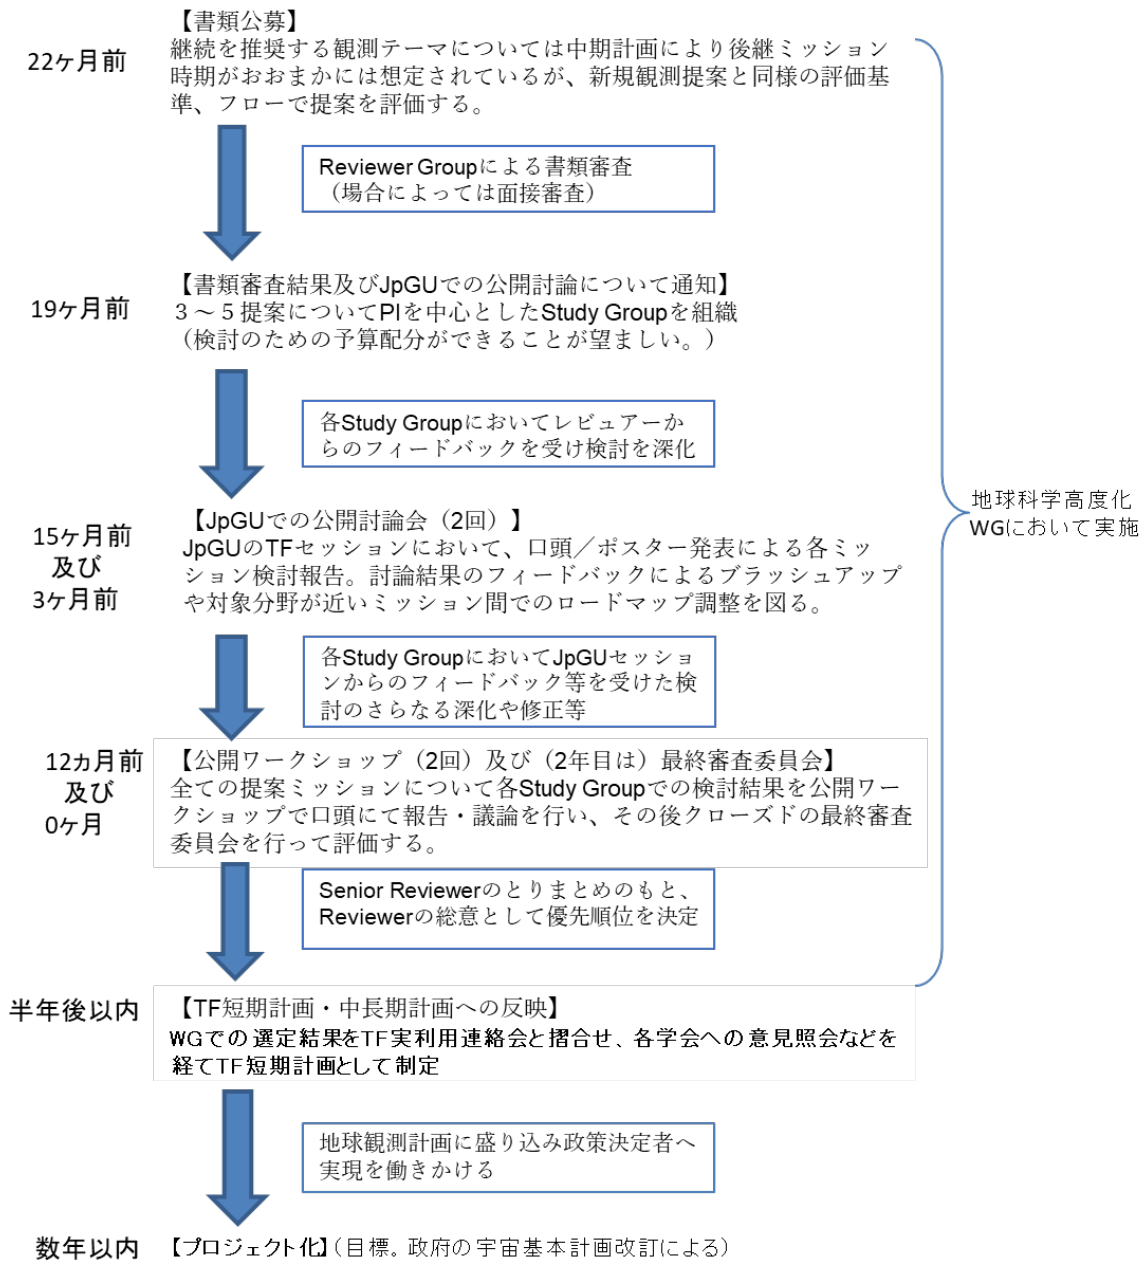 【書類公募】
22ヶ月前
継続を推奨する観測テーマについては中期計画により後継ミッション
時期がおおまかには想定されているが、新規観測提案と同様の評価基
準、フローで提案を評価する。
Reviewer Groupによる書類審査
（場合によっては面接審査）
19ヶ月前
【書類審査結果及びJpGUでの公開討論について通知】
３～５提案についてPIを中心としたStudy Groupを組織
（検討のための予算配分ができることが望ましい。）
各Study Groupにおいてレビュアーか
らのフィードバックを受け検討を深化
地球科学高度化
WGにおいて実施
15ヶ月前
及び
3ヶ月前
【JpGUでの公開討論会（2回）】
JpGUのTFセッションにおいて、口頭／ポスター発表による各ミッ
ション検討報告。討論結果のフィードバックによるブラッシュアップ
や対象分野が近いミッション間でのロードマップ調整を図る。
各Study GroupにおいてJpGUセッショ
ンからのフィードバック等を受けた検
討のさらなる深化や修正等
12ヵ月前
及び
0ヶ月
【公開ワークショップ（2回）及び（2年目は）最終審査委員会】
全ての提案ミッションについて各Study Groupでの検討結果を公開ワー
クショップで口頭にて報告・議論を行い、その後クローズドの最終審査
委員会を行って評価する。
Senior Reviewerのとりまとめのもと、
Reviewerの総意として優先順位を決定
半年後以内
【TF短期計画・中長期計画への反映】
WGでの選定結果をTF実利用連絡会と摺合せ、各学会への意見照会などを
経てTF短期計画として制定
地球観測計画に盛り込み政策決定者へ
実現を働きかける
数年以内
【プロジェクト化】（目標。政府の宇宙基本計画改訂による）